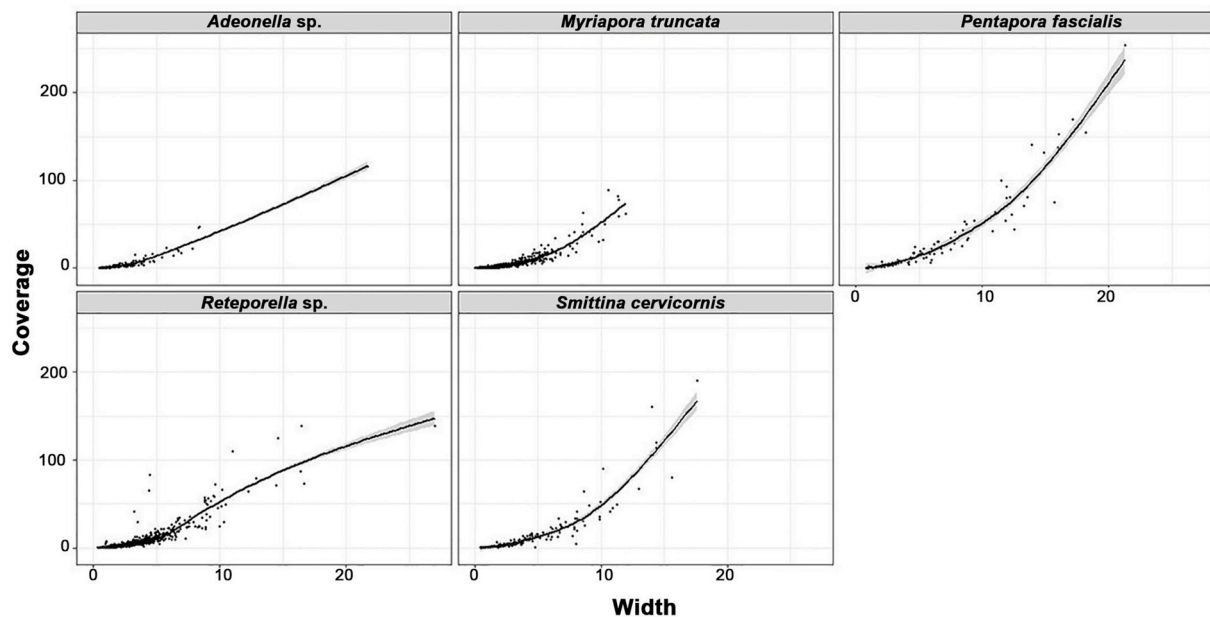 Adeonella sp.
Myriapora truncata
Pentapora fascialis
200
100
0
0
10
20
Reteporella sp.
Smittina cervicornis
200
100
0
0
10
20
0
10
20
Coverage
Width